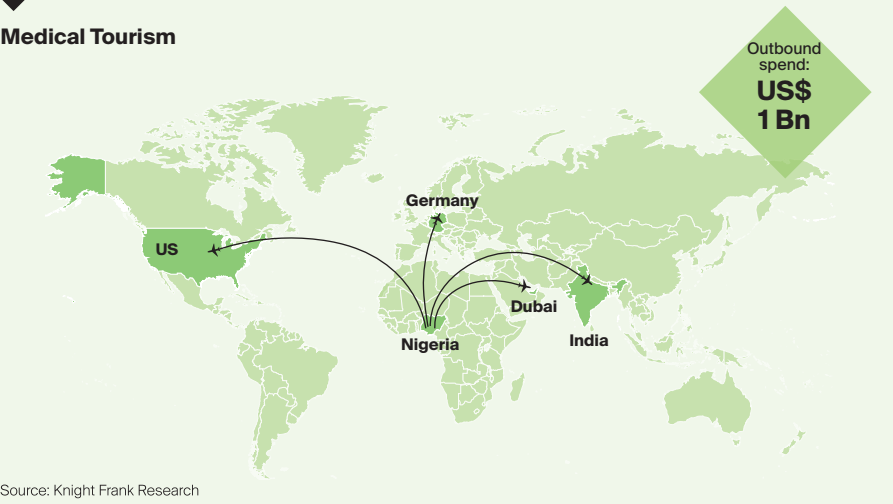 Medical Tourism
Outbound
spend:
US$
1 Bn
Germany
US
Dubai
Nigeria
India
Source: Knight Frank Research